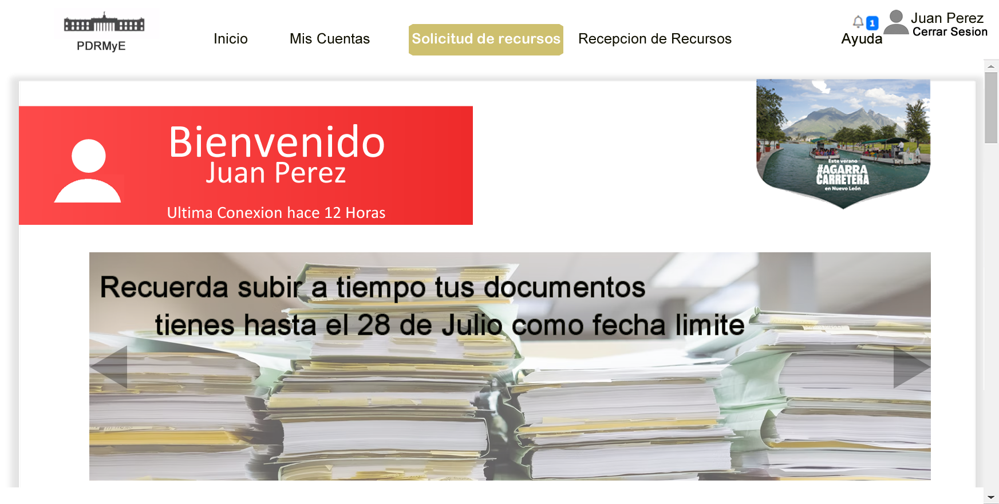 PDRMyE
Inicio
Mis Cuentas
Solicitud de recursos
Recepcion de Recursos
1
Ayuda
Juan Perez
Cerrar Sesion
Bienvenido
Juan Perez
Ultima Conexion hace 12 Horas
Este verano
#AGARRA
CARRETERA
en Nuevo León
Recuerda subir a tiempo tus documentos
tienes hasta el 28 de Julio como fecha limite